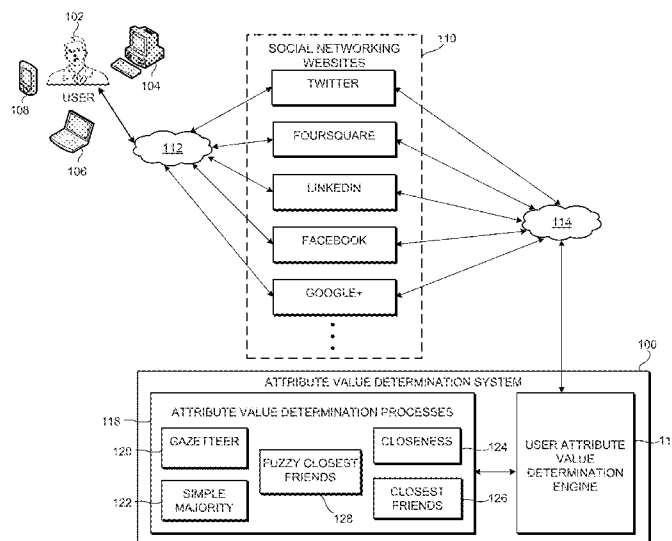 102
110
SOCIAL NETWORKING
WEBSITES
TWITTER
104
108
USER
106
112
FOURSQUARE
LINKEDIN
114
FACEBOOK
GOOGLE+
100
ATTRIBUTE VALUE DETERMINATION SYSTEM
118
ATTRIBUTE VALUE DETERMINATION PROCESSES
120
GAZETTEER
CLOSENESS
124
FUZZY CLOSEST
FRIENDS
122
SIMPLE
MAJORITY
128
CLOSEST
FRIENDS
126
USER ATTRIBUTE
VALUE
DETERMINATION
ENGINE
11